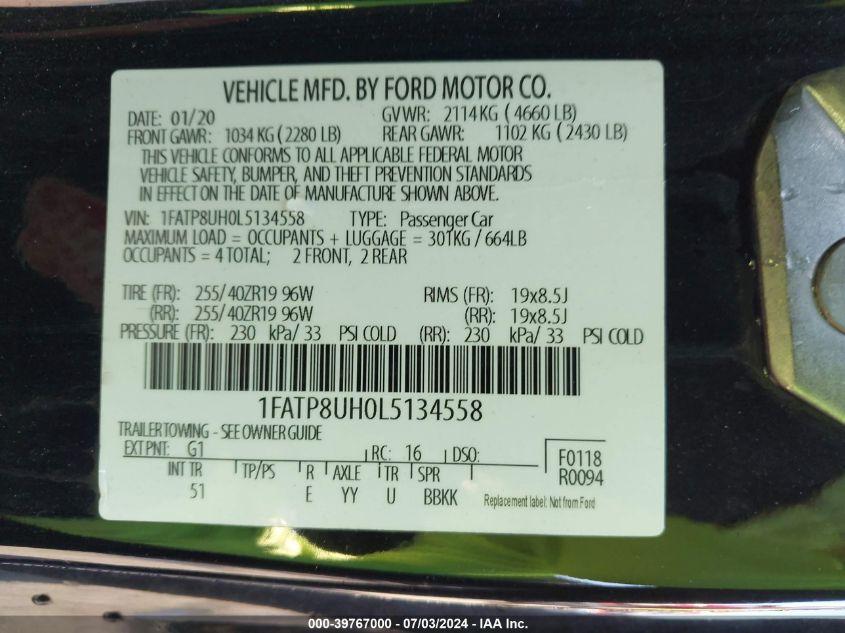 VEHICLE MFD. BY FORD MOTOR CO.
DATE: 01/20 GVWR: 2114 KG ( 4660 LB)
FRONT GAWR: 1034 KG (2280 LB) REAR GAWR: 1102 KG (2430 LB)
THIS VEHICLE CONFORMS TO ALL APPLICABLE FEDERAL MOTOR
VEHICLE SAFETY, BUMPER, AND THEFT PREVENTION STANDARDS
IN EFFECT ON THE DATE OF MANUFACTURE SHOWN ABOVE.
VIN: 1FATP8UH0L5134558 TYPE: Passenger Car
MAXIMUM LOAD = OCCUPANTS + LUGGAGE = 301KG / 664LB
OCCUPANTS = 4 TOTAL; 2 FRONT, 2 REAR
TIRE (FR): 255/ 40ZR19 96W RIMS (FR): 19x8.5J
(RR): 255/ 40ZR19 96W (RR): 19x8.5J
PRESSURE (FR): 230 kPa/ 33 PSI COLD (RR): 230 kPa/ 33 PSI COLD
1FATP8UH0L5134558
TRAILER TOWING - SEE OWNER GUIDE
EXT PNT: G1 RC: 16 DSO: F0118
INT TR TP/PS R AXLE TR SPR R0094
51 E YY U BBKK Replacement label: Not from Ford
000-39767000 - 07/03/2024 - IAA Inc.